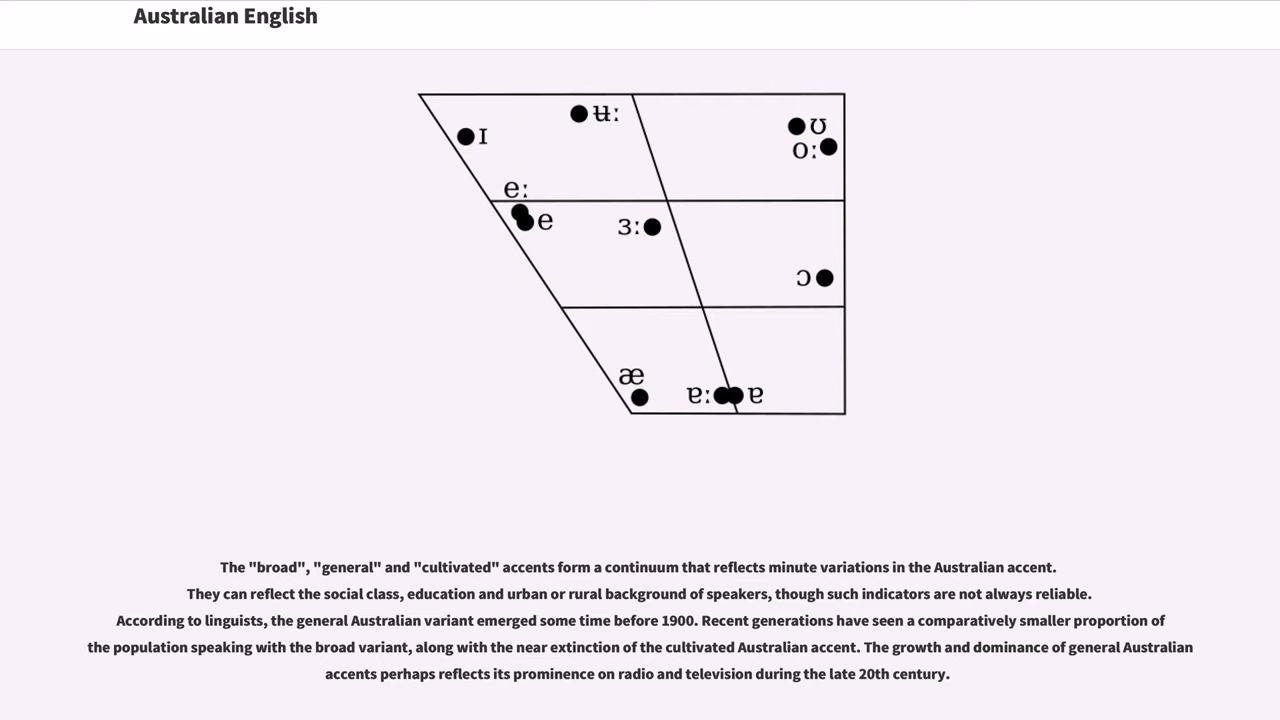 Australian English
ʉː
ɪ
ʊ
oː
eː
e
ɜː
ɔ
æ
ɐː
ɐ
The "broad", "general" and "cultivated" accents form a continuum that reflects minute variations in the Australian accent.
They can reflect the social class, education and urban or rural background of speakers, though such indicators are not always reliable.
According to linguists, the general Australian variant emerged some time before 1900. Recent generations have seen a comparatively smaller proportion of
the population speaking with the broad variant, along with the near extinction of the cultivated Australian accent. The growth and dominance of general Australian
accents perhaps reflects its prominence on radio and television during the late 20th century.